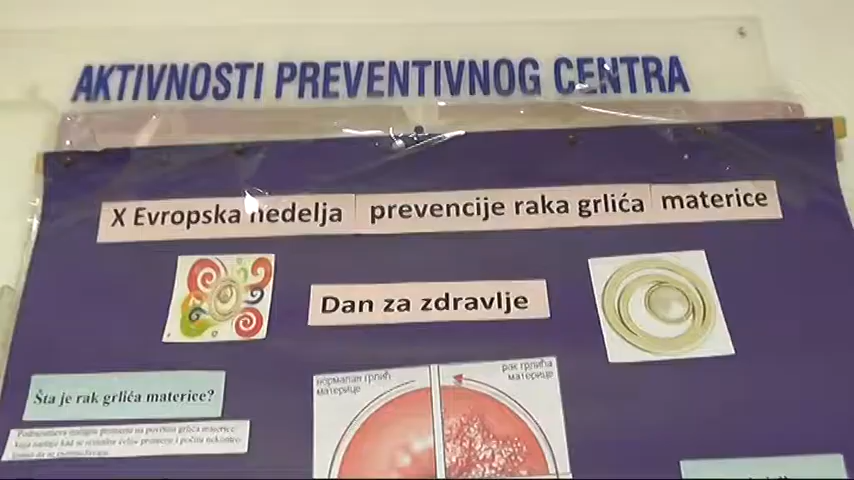 AKTIVNOSTI PREVENTIVNOG CENTRA
X Evropska nedelja prevencije raka grlića materice
Dan za zdravlje
нормалан грлић материце
рак грлића материце
Šta je rak grlića materice?